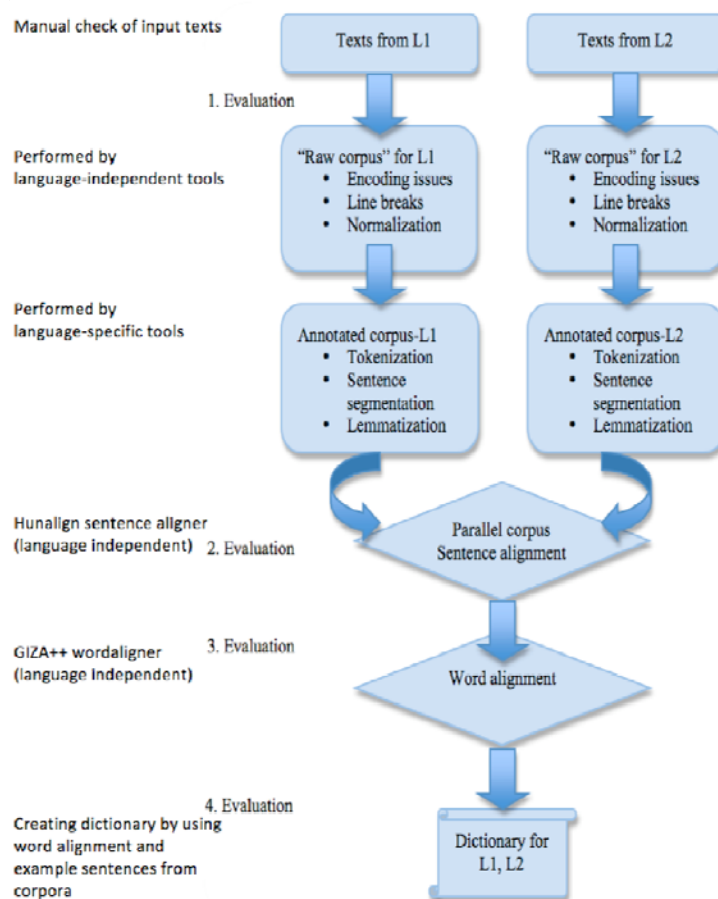 Manual check of input texts
Texts from L1
Texts from L2
1. Evaluation
Performed by
language-independent tools
“Raw corpus” for L1
• Encoding issues
• Line breaks
• Normalization
“Raw corpus” for L2
• Encoding issues
• Line breaks
• Normalization
Performed by
language-specific tools
Annotated corpus-L1
• Tokenization
• Sentence
segmentation
• Lemmatization
Annotated corpus-L2
• Tokenization
• Sentence
segmentation
• Lemmatization
Hunalign sentence aligner
(language independent)
2. Evaluation
Parallel corpus
Sentence alignment
GIZA++ wordaligner
(language independent)
3. Evaluation
Word alignment
4. Evaluation
Creating dictionary by using
word alignment and
example sentences from
corpora
Dictionary for
L1, L2